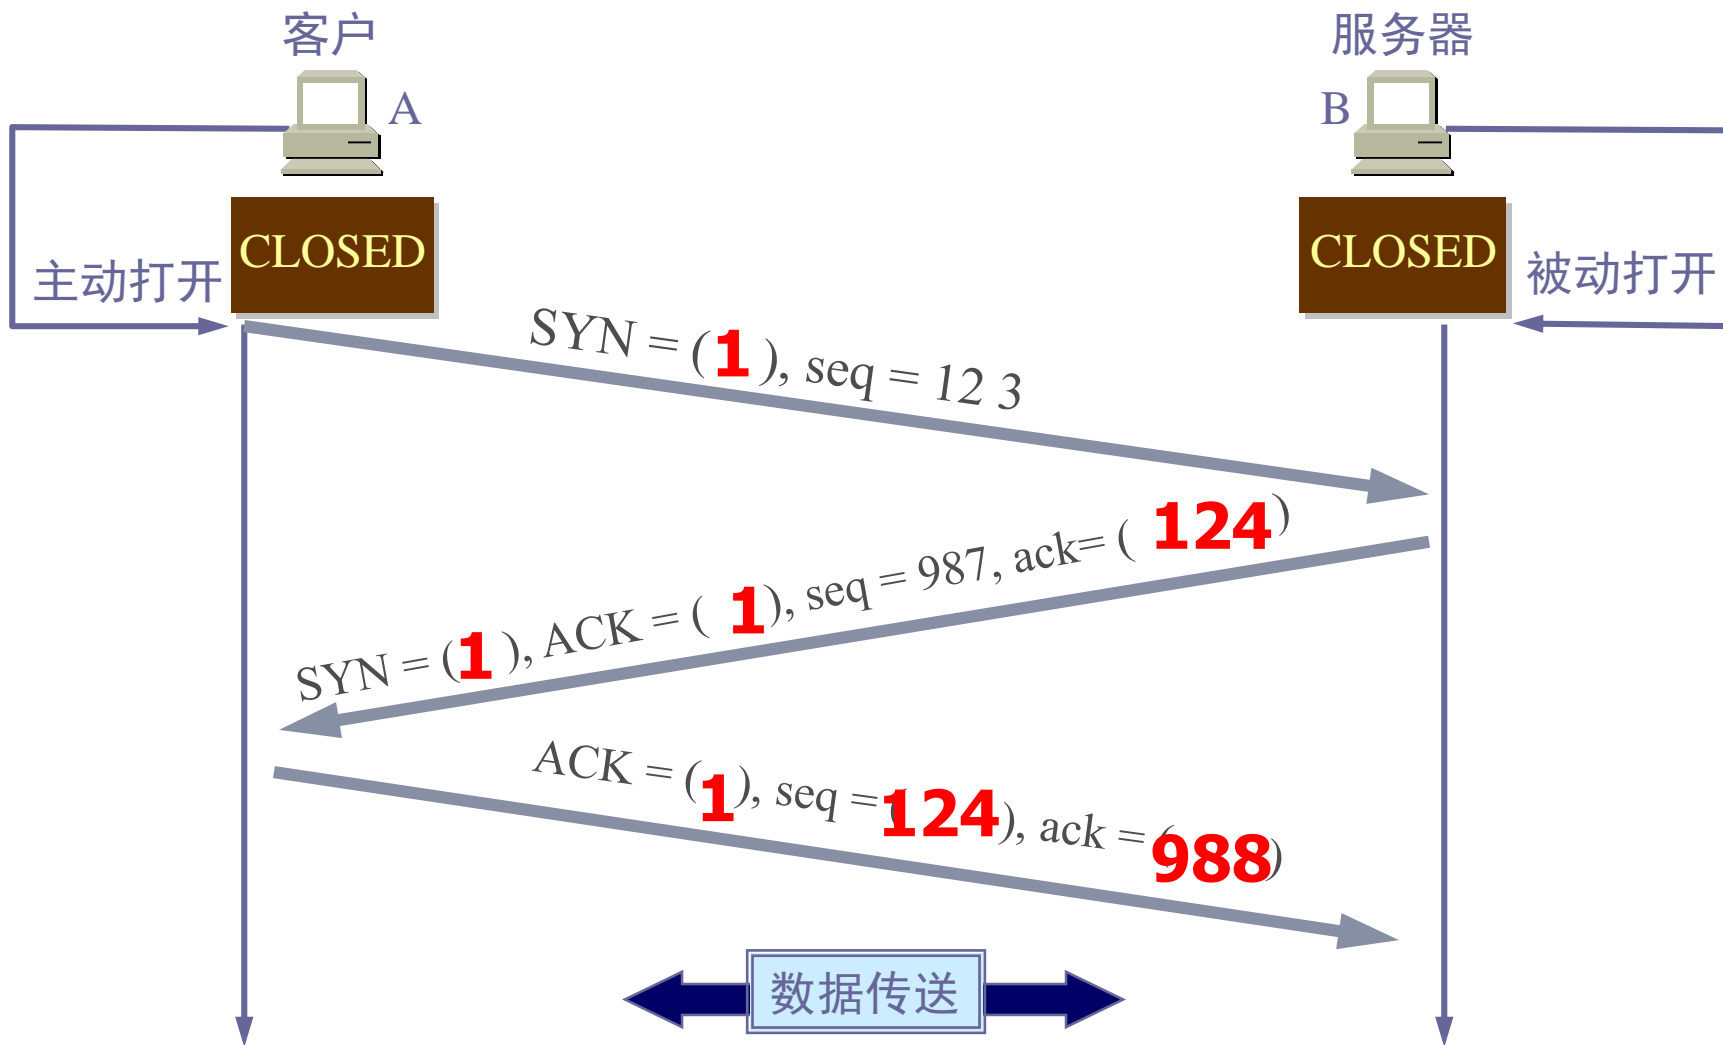 客户
服务器
A
B
CLOSED
CLOSED
主动打开
被动打开
SYN = (1), seq = 12 3
SYN = (1), ACK = ( 1), seq = 987, ack= ( 124)
ACK = (1), seq =(124), ack = (988)
数据传送